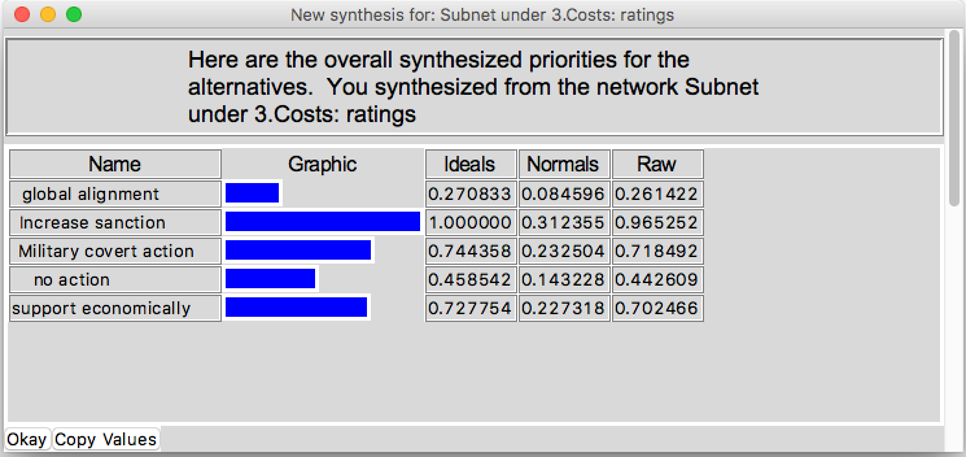 New synthesis for: Subnet under 3.Costs: ratings
Here are the overall synthesized priorities for the
alternatives. You synthesized from the network Subnet
under 3.Costs: ratings
Name Graphic Ideals Normals Raw
global alignment 0.270833 0.084596 0.261422
Increase sanction 1.000000 0.312355 0.965252
Military covert action 0.744358 0.232504 0.718492
no action 0.458542 0.143228 0.442609
support economically 0.727754 0.227318 0.702466
Okay Copy Values